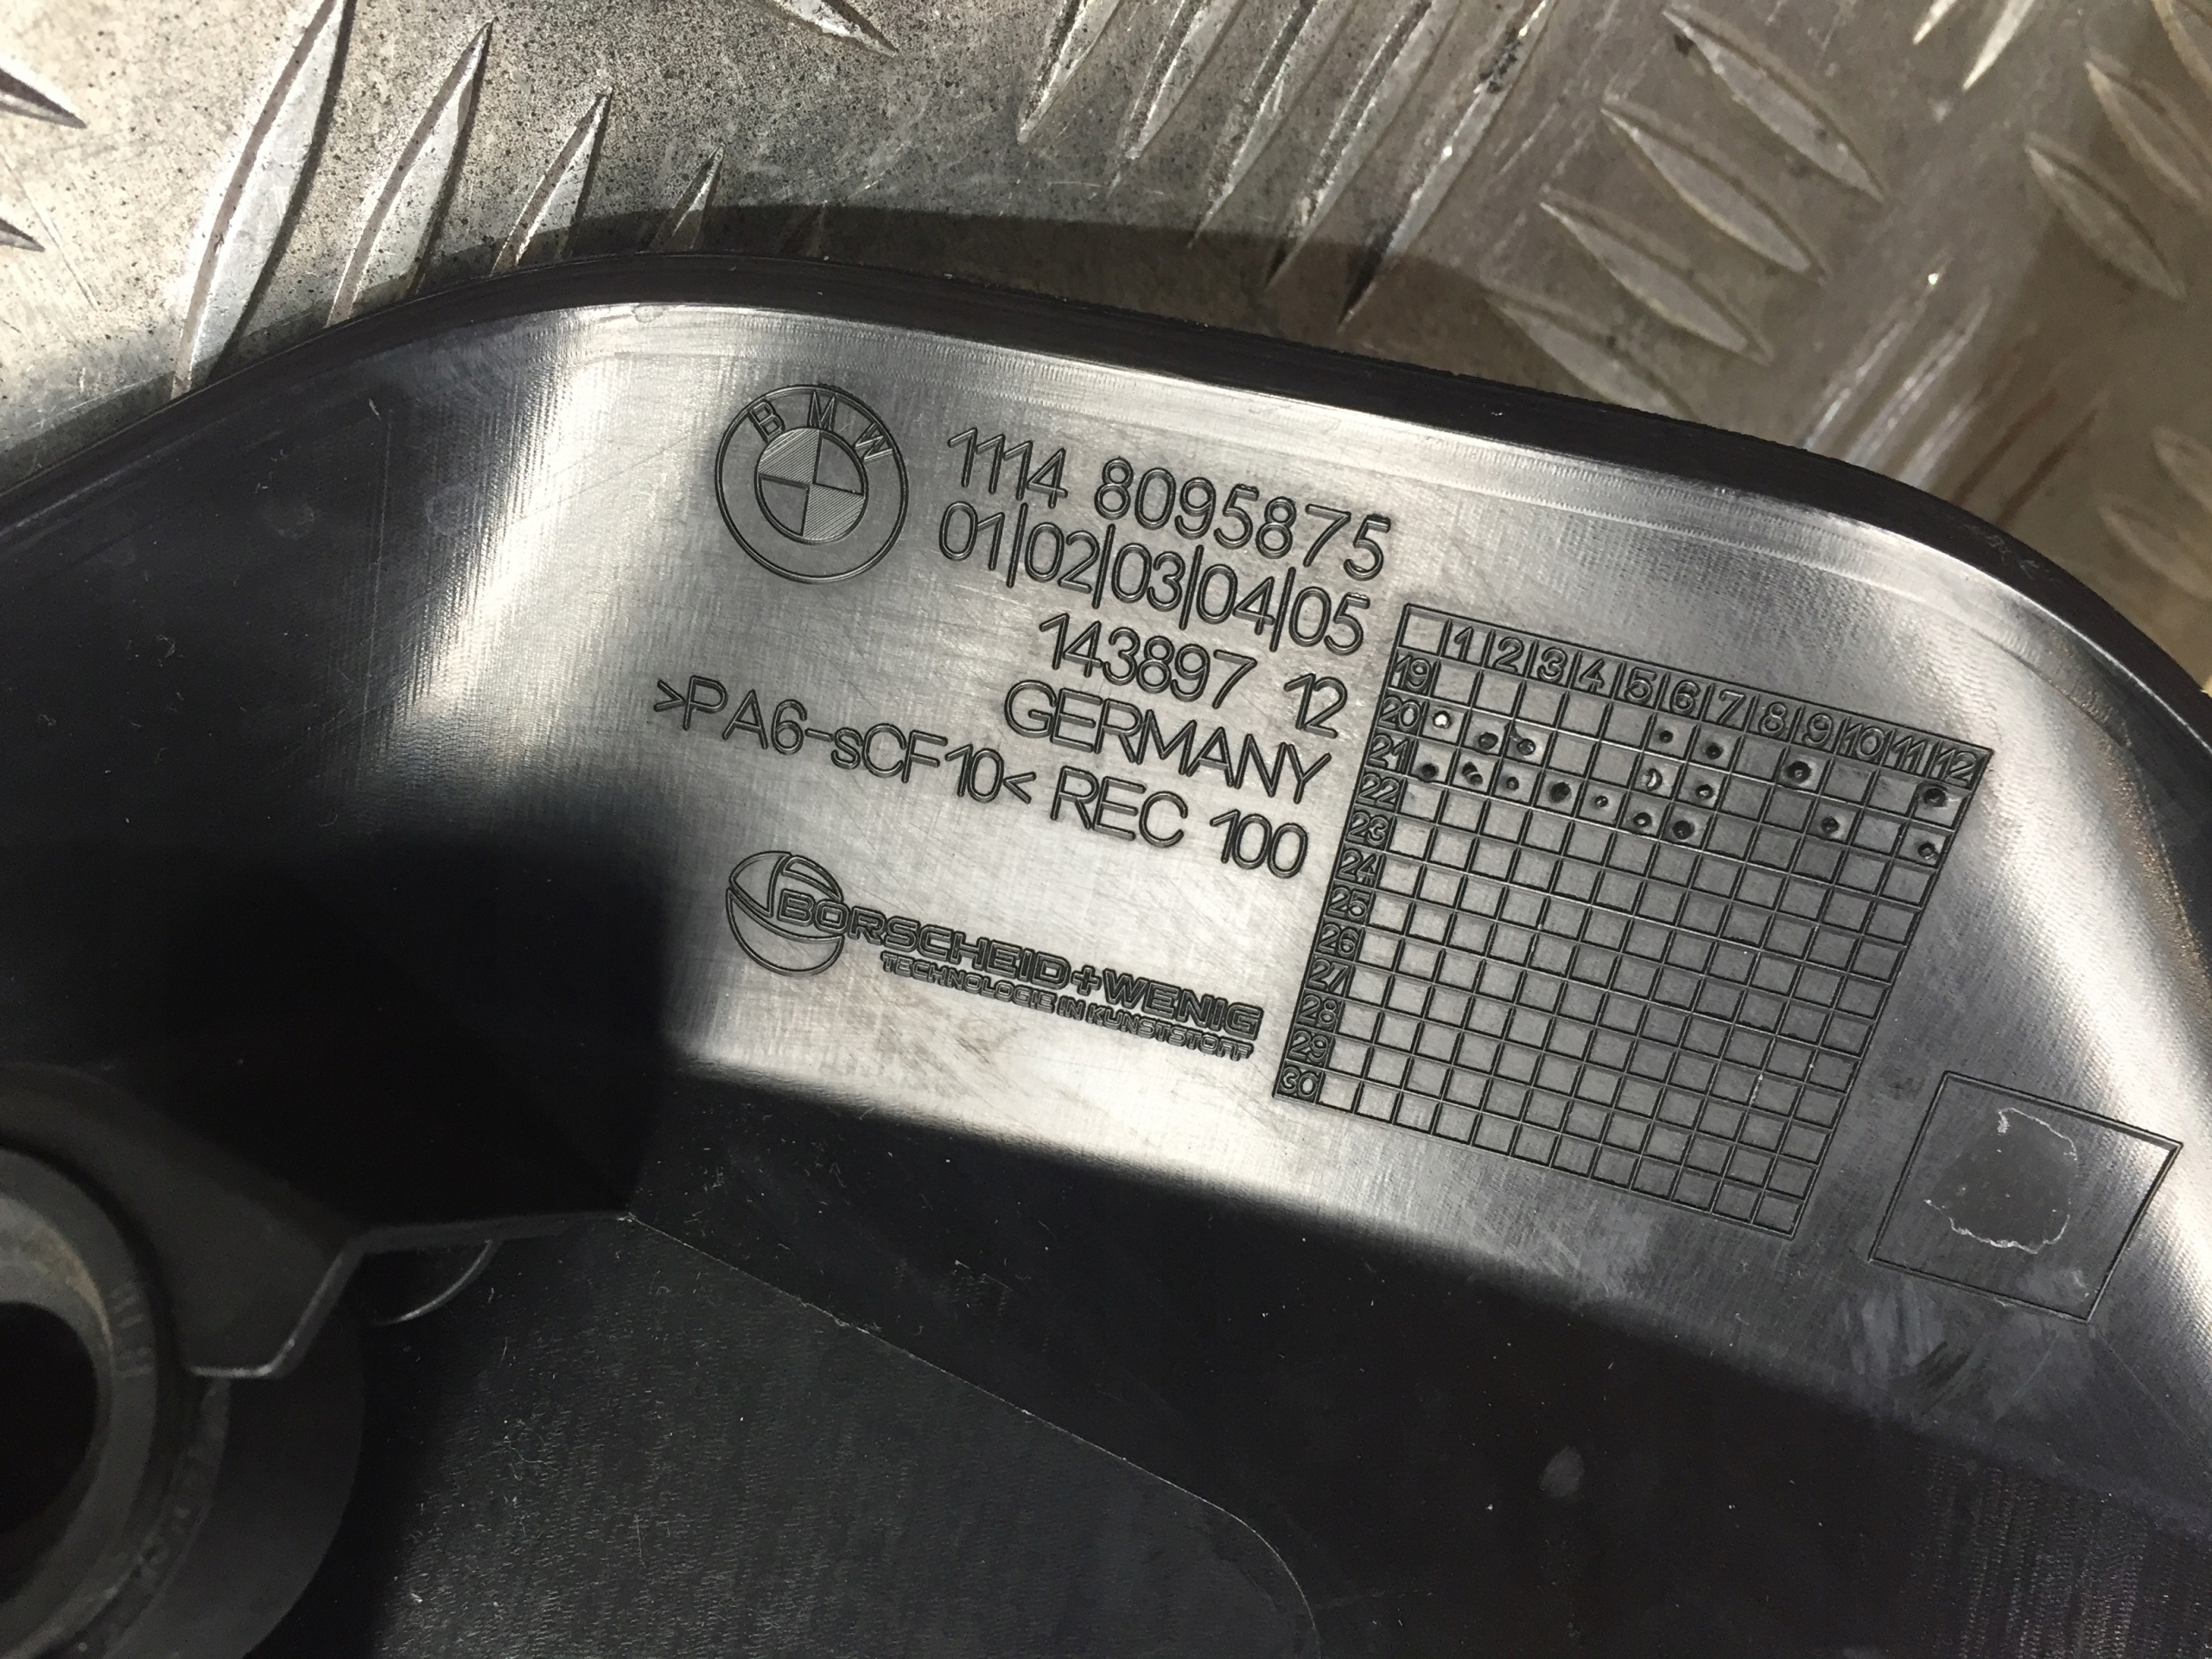 BMW
1114 8095875
01|02|03|04|05
143897 12
GERMANY
>PA6-sCF10< REC 100
BORSCHEID+WENIG
TECHNOLOGIE IN KUNSTSTOFF
1 2 3 4 5 6 7 8 9 10 11 12
19
20
21
22
23
24
25
26
27
28
29
30